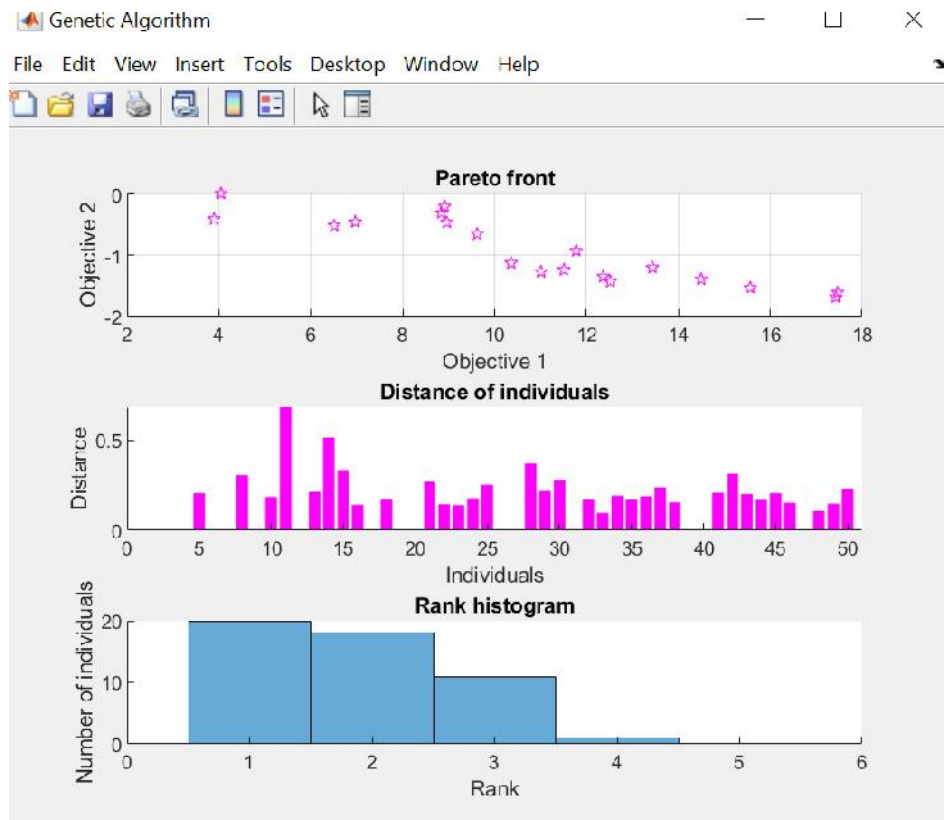 Genetic Algorithm
File Edit View Insert Tools Desktop Window Help
Pareto front
0
-1
-2
Objective 2
2 4 6 8 10 12 14 16 18
Objective 1
Distance of individuals
0.5
0
Distance
0 5 10 15 20 25 30 35 40 45 50
Individuals
Rank histogram
20
10
0
Number of individuals
0 1 2 3 4 5 6
Rank